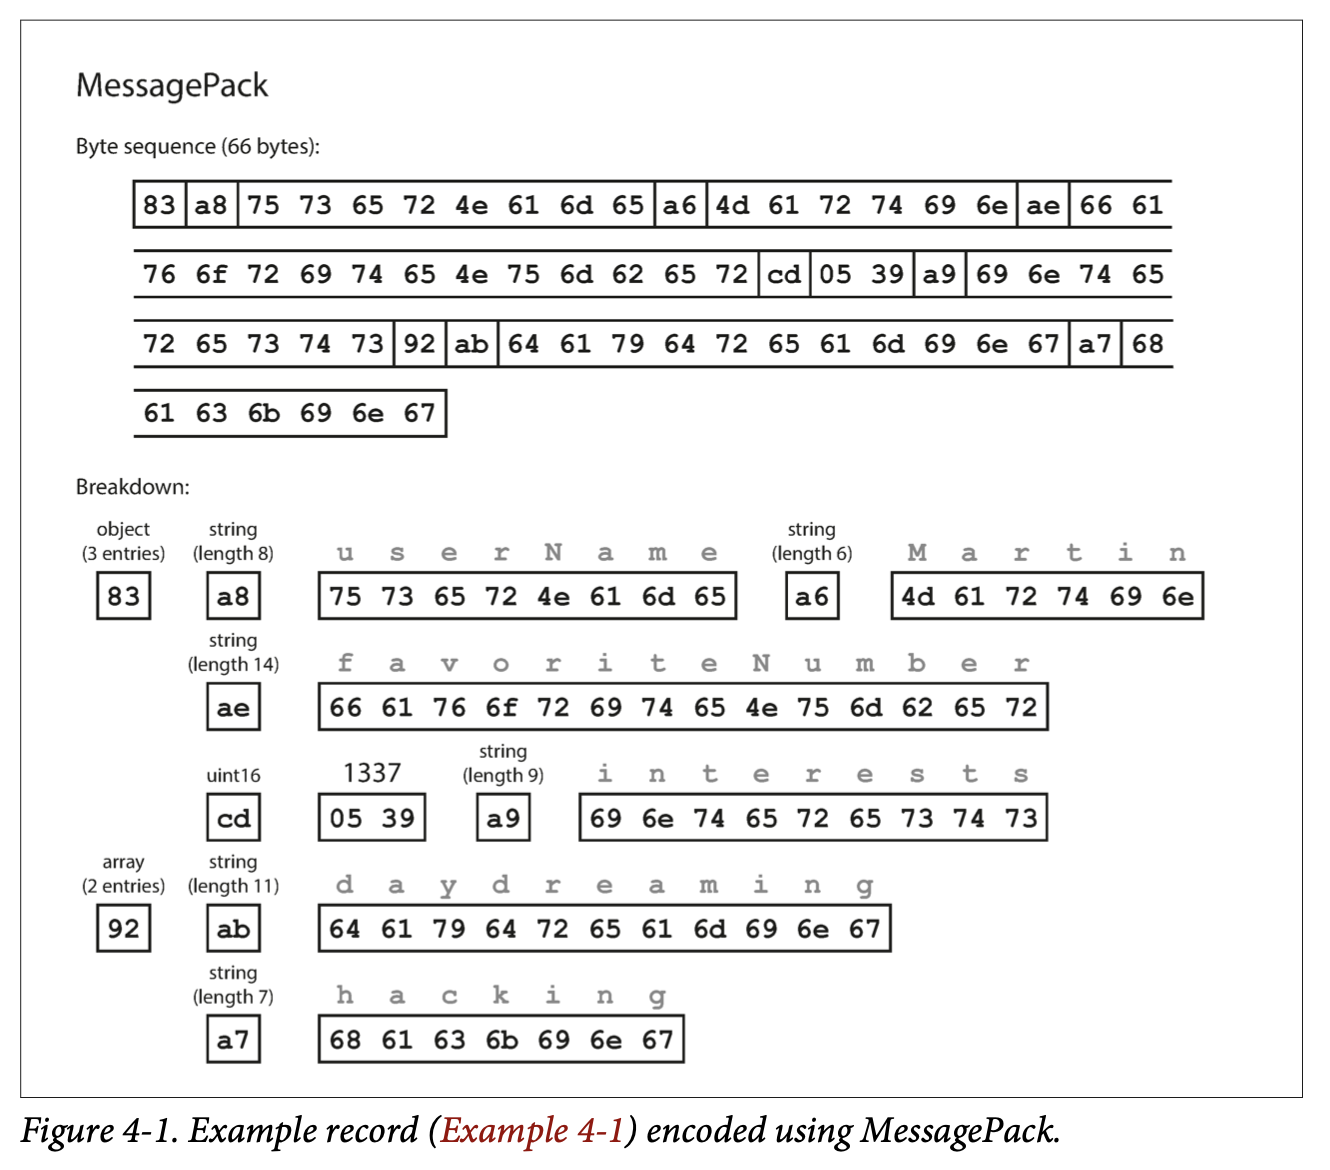 MessagePack
Byte sequence (66 bytes):
83 a8 75 73 65 72 4e 61 6d 65 a6 4d 61 72 74 69 6e ae 66 61
76 6f 72 69 74 65 4e 75 6d 62 65 72 cd 05 39 a9 69 6e 74 65
72 65 73 74 73 92 ab 64 61 79 64 72 65 61 6d 69 6e 67 a7 68
61 63 6b 69 6e 67
Breakdown:
object string string
(3 entries) (length 8) u s e r N a m e (length 6) M a r t i n
83 a8 75 73 65 72 4e 61 6d 65 a6 4d 61 72 74 69 6e
string
(length 14) f a v o r i t e N u m b e r
ae 66 61 76 6f 72 69 74 65 4e 75 6d 62 65 72
string
uint16 1337 (length 9) i n t e r e s t s
cd 05 39 a9 69 6e 74 65 72 65 73 74 73
array string
(2 entries) (length 11) d a y d r e a m i n g
92 ab 64 61 79 64 72 65 61 6d 69 6e 67
string
(length 7) h a c k i n g
a7 68 61 63 6b 69 6e 67
Figure 4-1. Example record (Example 4-1) encoded using MessagePack.